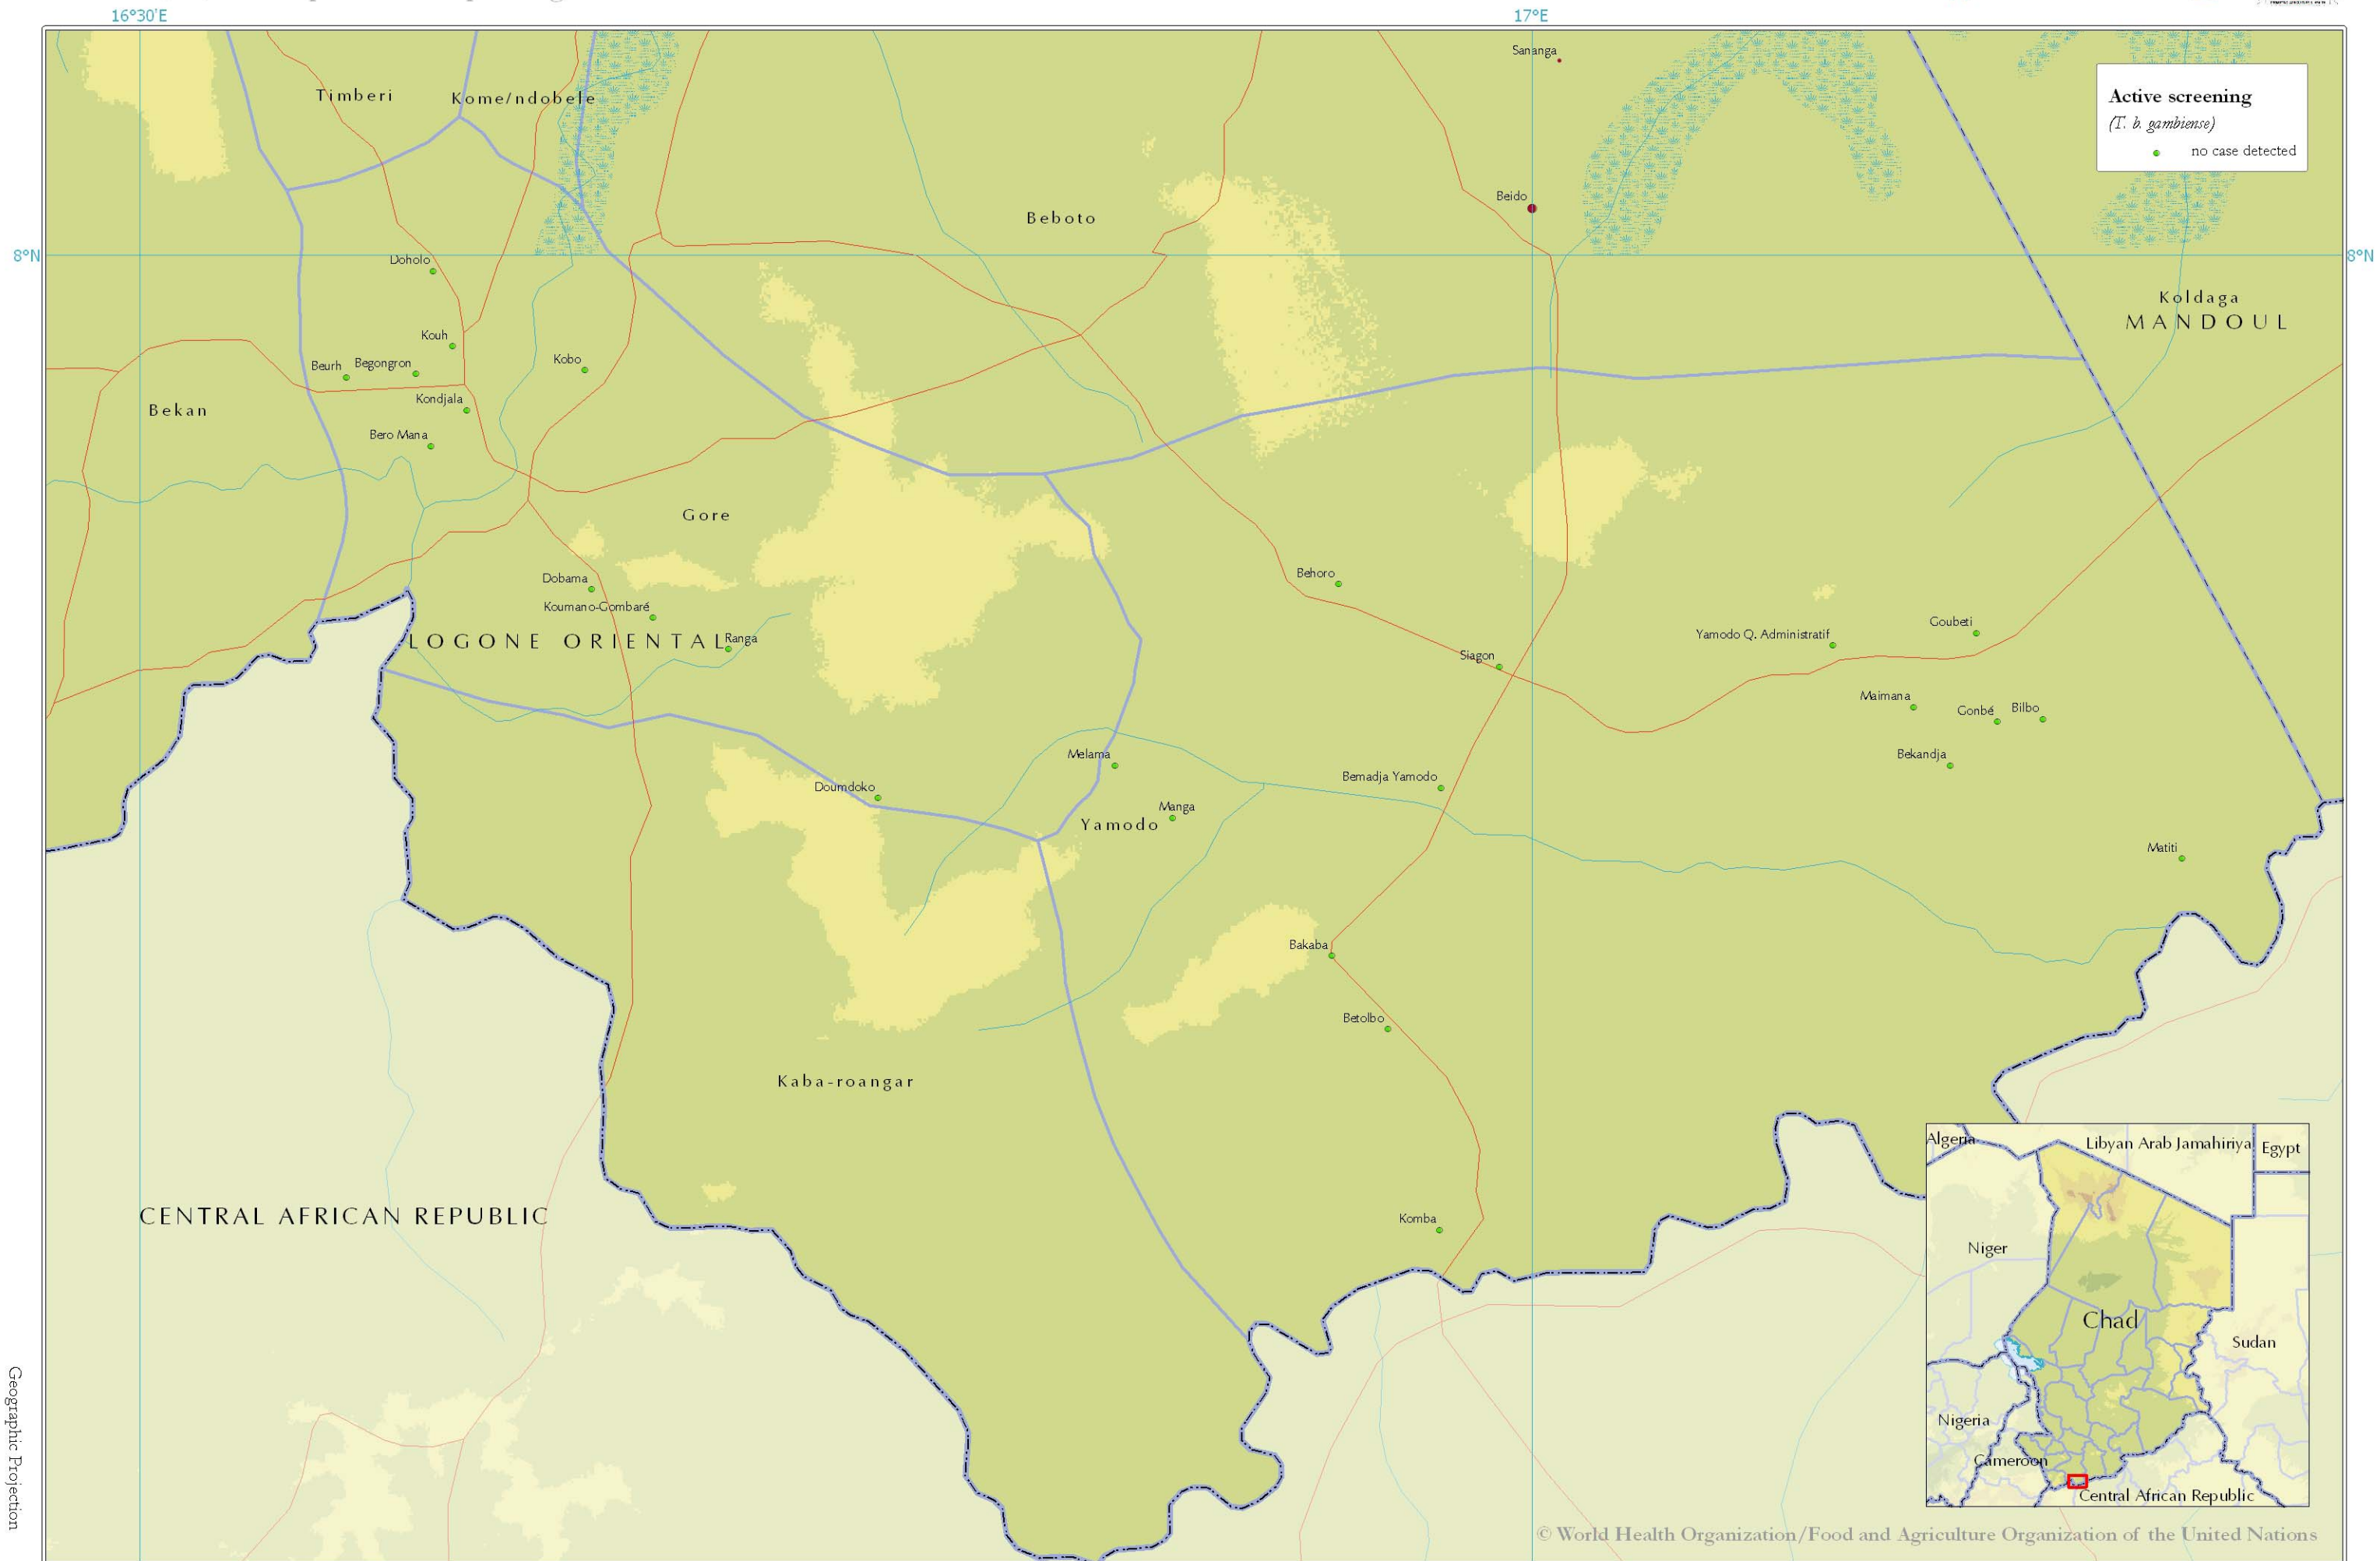 16°30'E
17°E
Sananga
Timberi
Kome/ndobele
Active screening
(T. b. gambiense)
no case detected
Beido
Beboto
8°N
8°N
Doholo
Koldaga
MANDOUL
Kouh
Beurh
Begongron
Kobo
Kondjala
Bekan
Bero Mana
Gore
Dobama
Behoro
Koumano-Gombaré
LOGONE ORIENTAL
Ranga
Goubeti
Yamodo Q. Administratif
Siagon
Maimana
Gonbé
Bilbo
Melama
Bekandja
Bemadja Yamodo
Doumdoko
Manga
Yamodo
Matiti
Bakaba
Betolbo
Kaba-roangar
CENTRAL AFRICAN REPUBLIC
Komba
Algeria
Libyan Arab Jamahiriya
Egypt
Niger
Chad
Sudan
Nigeria
Cameroon
Central African Republic
Geographic Projection
© World Health Organization/Food and Agriculture Organization of the United Nations